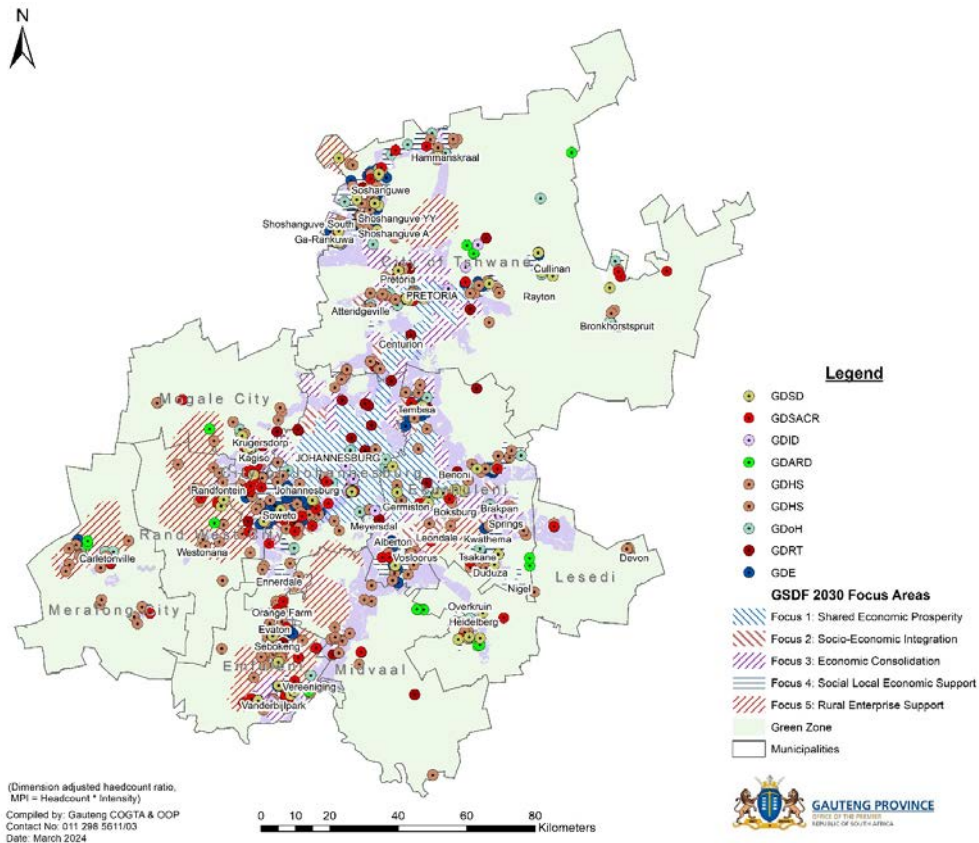 N
Hammanskraal
Soshanguwe
Shoshanguve South
Shoshanguve YY
Ga-Rankuwa
Shoshanguve A
City of Tshwane
Cullinan
Pretoria
PRETORIA
Rayton
Atteridgeville
Bronkhorstspruit
Centurion
Mogale City
Tembisa
Krugersdorp
Kagiso
JOHANNESBURG
Benoni
Randfontein
Johannesburg
Ekurhuleni
Germiston
Boksburg
Brakpan
Soweto
Springs
Meyersdal
Rand West City
Leondale
Kwathema
Westonaria
Alberton
Vosloorus
Tsakane
Carletonville
Duduza
Devon
Lesedi
Ennerdale
Nigel
Merafong City
Orange Farm
Overkruin
Heidelberg
Evaton
Sebokeng
Emfuleni
Midvaal
Vereeniging
Vanderbijlpark
Legend
GDSD
GDSACR
GDID
GDARD
GDHS
GDHS
GDoH
GDRT
GDE
GSDF 2030 Focus Areas
Focus 1: Shared Economic Prosperity
Focus 2: Socio-Economic Integration
Focus 3: Economic Consolidation
Focus 4: Social Local Economic Support
Focus 5: Rural Enterprise Support
Green Zone
Municipalities
(Dimension adjusted haedcount ratio,
MPI = Headcount * Intensity)
Compiled by: Gauteng COGTA & OOP
Contact No: 011 298 5611/03
Date: March 2024
0 10 20 40 60 80
Kilometers
GAUTENG PROVINCE
OFFICE OF THE PREMIER
REPUBLIC OF SOUTH AFRICA